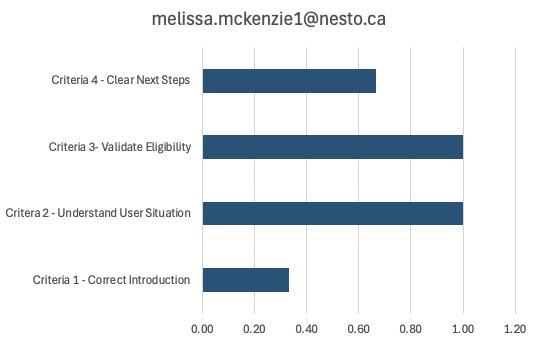 melissa.mckenzie1@nesto.ca
Criteria 4 - Clear Next Steps
Criteria 3- Validate Eligibility
Critera 2 - Understand User Situation
Criteria 1 - Correct Introduction
0.00 0.20 0.40 0.60 0.80 1.00 1.20